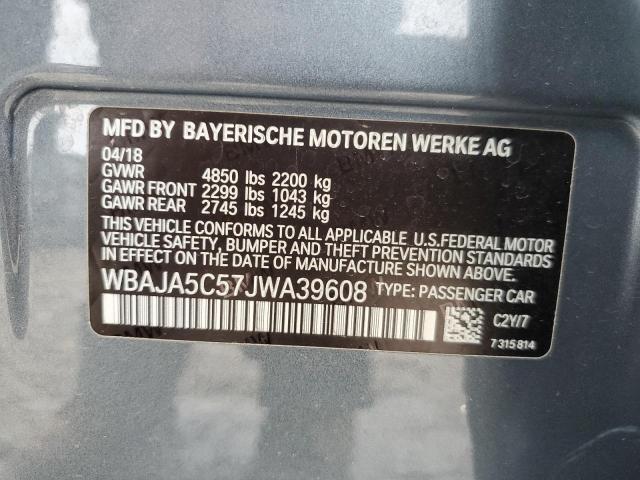 MFD BY BAYERISCHE MOTOREN WERKE AG
04/18
GVWR 4850 lbs 2200 kg
GAWR FRONT 2299 lbs 1043 kg
GAWR REAR 2745 lbs 1245 kg
THIS VEHICLE CONFORMS TO ALL APPLICABLE U.S.FEDERAL MOTOR
VEHICLE SAFETY, BUMPER AND THEFT PREVENTION STANDARDS
IN EFFECT ON THE DATE OF MANUFACTURE SHOWN ABOVE.
WBAJA5C57JWA39608 TYPE: PASSENGER CAR
C2Y/7
7 315 814